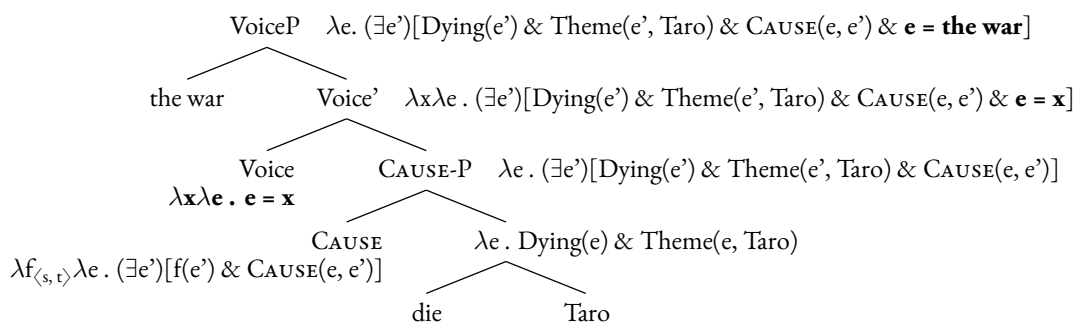 VoiceP λe. (∃e’)[Dying(e’) & Theme(e’, Taro) & CAUSE(e, e’) & e = the war]
the war Voice’ λxλe . (∃e’)[Dying(e’) & Theme(e’, Taro) & CAUSE(e, e’) & e = x]
Voice CAUSE-P λe . (∃e’)[Dying(e’) & Theme(e’, Taro) & CAUSE(e, e’)]
λxλe . e = x
CAUSE λe . Dying(e) & Theme(e, Taro)
λf⟨s, t⟩λe . (∃e’)[f(e’) & CAUSE(e, e’)]
die Taro